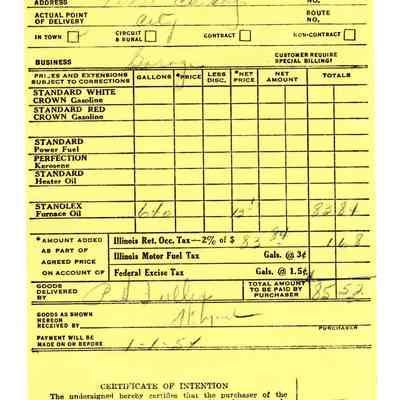 ADDRESS NO.
ACTUAL POINT OF DELIVERY City ROUTE NO.
IN TOWN CIRCUIT & RURAL CONTRACT NON-CONTRACT
BUSINESS CUSTOMER REQUIRE SPECIAL BILLING?
PRICES AND EXTENSIONS SUBJECT TO CORRECTIONS GALLONS *PRICE LESS DISC. *NET PRICE NET AMOUNT TOTALS
STANDARD WHITE
CROWN Gasoline
STANDARD RED
CROWN Gasoline
STANDARD
Power Fuel
PERFECTION
Kerosene
STANDARD
Heater Oil
STANOLEX
Furnace Oil 640 13¹ 83 84
*AMOUNT ADDED AS PART OF AGREED PRICE ON ACCOUNT OF
Illinois Ret. Occ. Tax—2% of $ 83 84 1 68
Illinois Motor Fuel Tax Gals. @ 3¢
Federal Excise Tax Gals. @ 1.5¢
GOODS DELIVERED BY TOTAL AMOUNT TO BE PAID BY PURCHASER 85 52
GOODS AS SHOWN HEREON RECEIVED BY PURCHASER
PAYMENT WILL BE MADE ON OR BEFORE 1-1-54
CERTIFICATE OF INTENTION
The undersigned hereby certifies that the purchaser of the